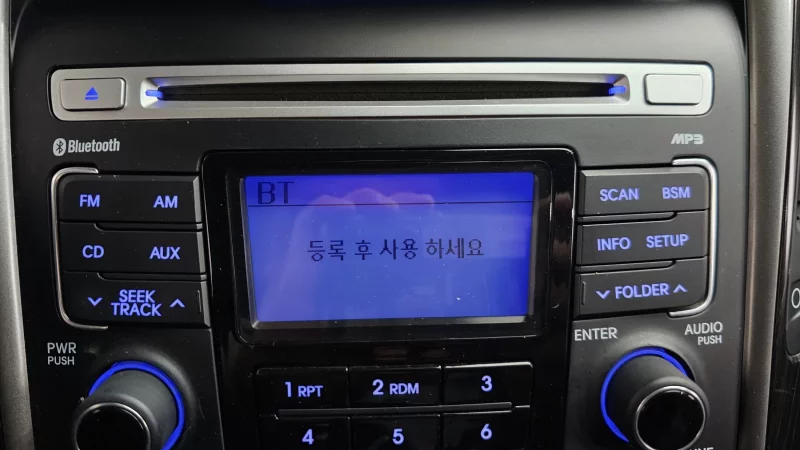 Bluetooth
MP3
FM AM
CD AUX
SEEK
TRACK
BT
등록 후 사용 하세요
SCAN BSM
INFO SETUP
FOLDER
PWR
PUSH
ENTER
AUDIO
PUSH
1 RPT 2 RDM 3
4 5 6